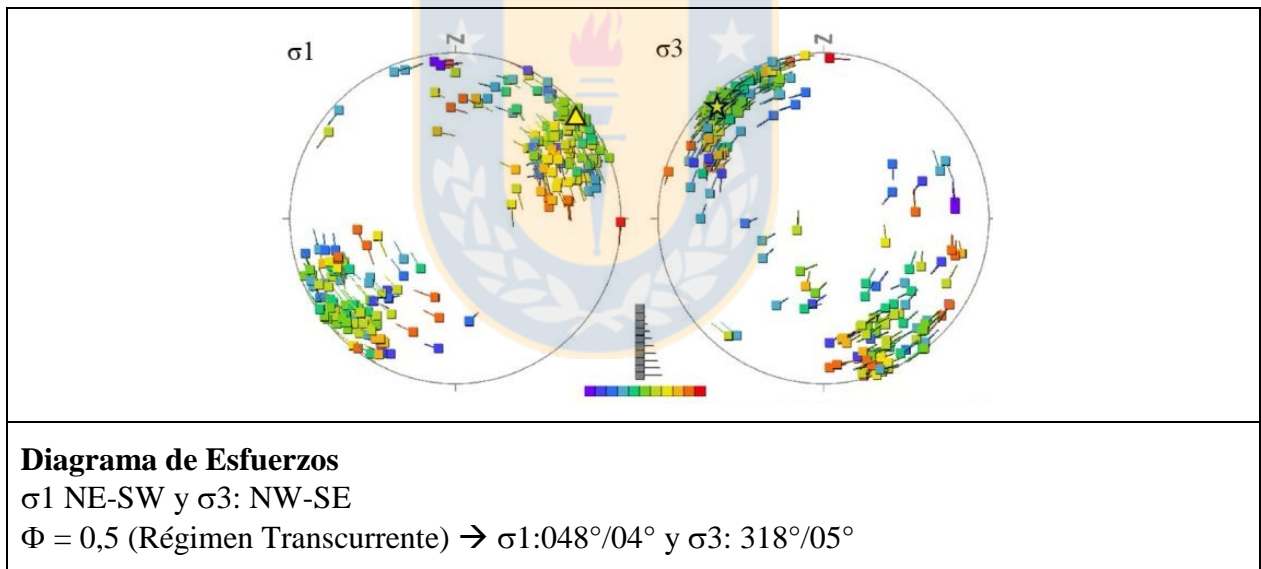 σ1
N
σ3
N
Diagrama de Esfuerzos
σ1 NE-SW y σ3: NW-SE
Φ = 0,5 (Régimen Transcurrente) → σ1:048°/04° y σ3: 318°/05°